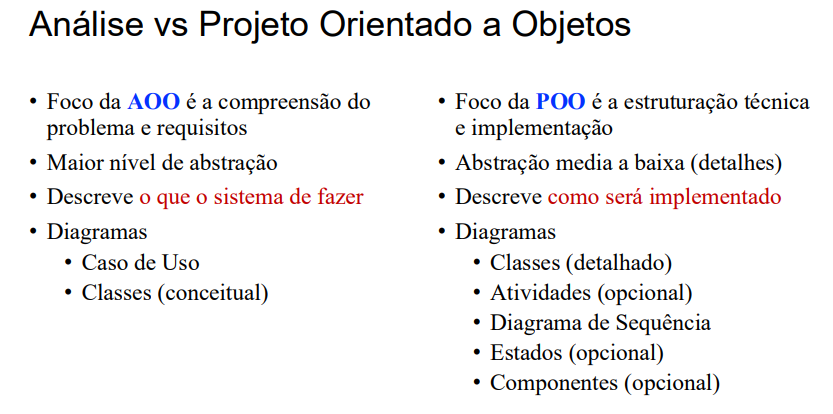 Análise vs Projeto Orientado a Objetos
• Foco da AOO é a compreensão do
problema e requisitos
• Maior nível de abstração
• Descreve o que o sistema de fazer
• Diagramas
• Caso de Uso
• Classes (conceitual)
• Foco da POO é a estruturação técnica
e implementação
• Abstração media a baixa (detalhes)
• Descreve como será implementado
• Diagramas
• Classes (detalhado)
• Atividades (opcional)
• Diagrama de Sequência
• Estados (opcional)
• Componentes (opcional)